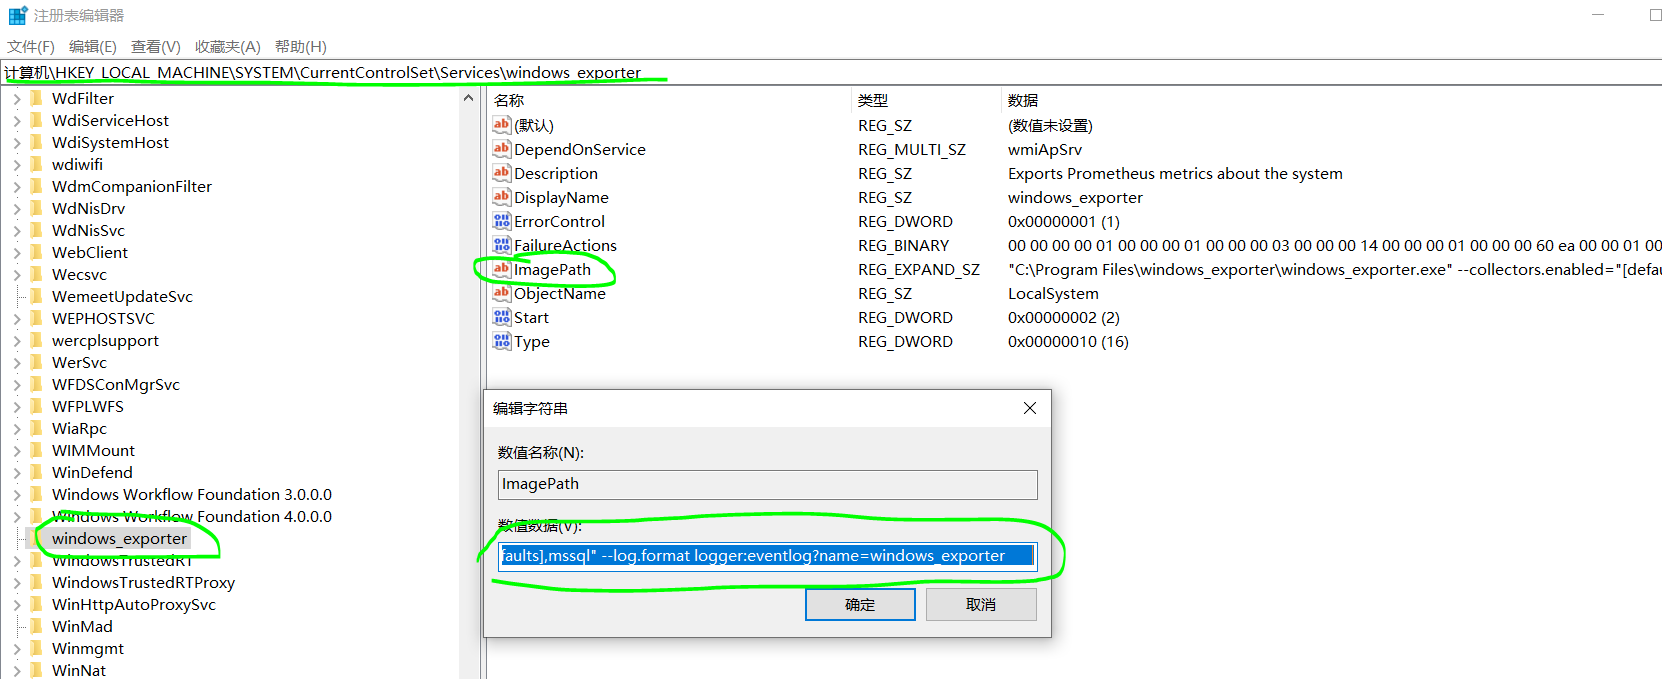 注册表编辑器
文件(F) 编辑(E) 查看(V) 收藏夹(A) 帮助(H)
计算机\HKEY_LOCAL_MACHINE\SYSTEM\CurrentControlSet\Services\windows_exporter
WdFilter
WdiServiceHost
WdiSystemHost
wdiwifi
WdmCompanionFilter
WdNisDrv
WdNisSvc
WebClient
Wecsvc
WemeetUpdateSvc
WEPHOSTSVC
wercplsupport
WerSvc
WFDSConMgrSvc
WFPLWFS
WiaRpc
WIMMount
WinDefend
Windows Workflow Foundation 3.0.0.0
Windows Workflow Foundation 4.0.0.0
windows_exporter
WindowsTrustedRT
WindowsTrustedRTProxy
WinHttpAutoProxySvc
WinMad
Winmgmt
WinNat
名称 类型 数据
(默认) REG_SZ (数值未设置)
DependOnService REG_MULTI_SZ wmiApSrv
Description REG_SZ Exports Prometheus metrics about the system
DisplayName REG_SZ windows_exporter
ErrorControl REG_DWORD 0x00000001 (1)
FailureActions REG_BINARY 00 00 00 00 01 00 00 00 01 00 00 00 03 00 00 00 14 00 00 00 01 00 00 00 60 ea 00 00 01 00
ImagePath REG_EXPAND_SZ "C:\Program Files\windows_exporter\windows_exporter.exe" --collectors.enabled="[defau
ObjectName REG_SZ LocalSystem
Start REG_DWORD 0x00000002 (2)
Type REG_DWORD 0x00000010 (16)
编辑字符串
数值名称(N):
ImagePath
数值数据(V):
faults],mssql" --log.format logger:eventlog?name=windows_exporter
确定 取消